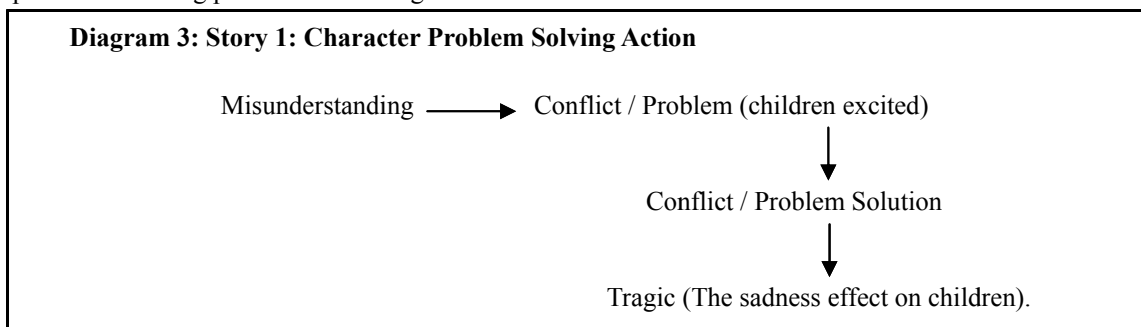 Diagram 3: Story 1: Character Problem Solving Action
Misunderstanding Conflict / Problem (children excited)
Conflict / Problem Solution
Tragic (The sadness effect on children).